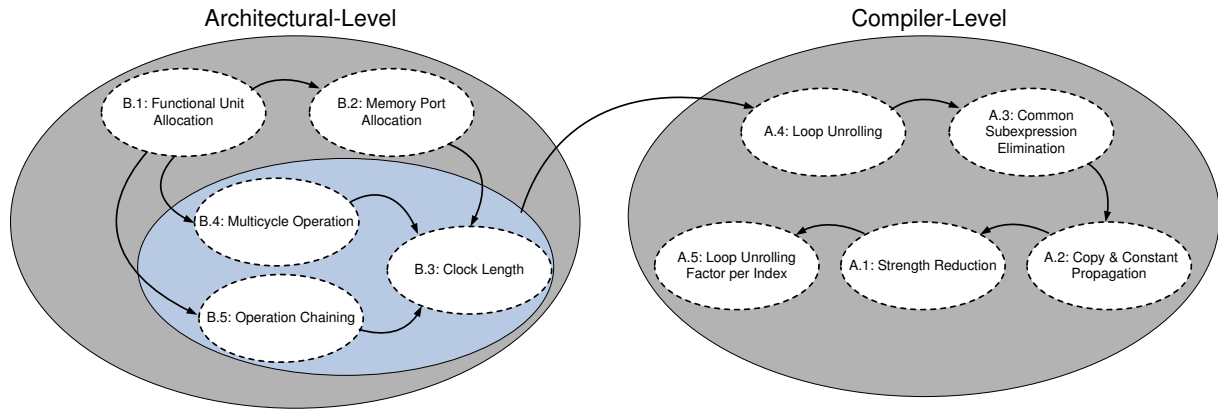 Architectural-Level
Compiler-Level
B.1: Functional Unit
Allocation
B.2: Memory Port
Allocation
B.4: Multicycle Operation
B.3: Clock Length
B.5: Operation Chaining
A.4: Loop Unrolling
A.3: Common
Subexpression
Elimination
A.5: Loop Unrolling
Factor per Index
A.1: Strength Reduction
A.2: Copy & Constant
Propagation